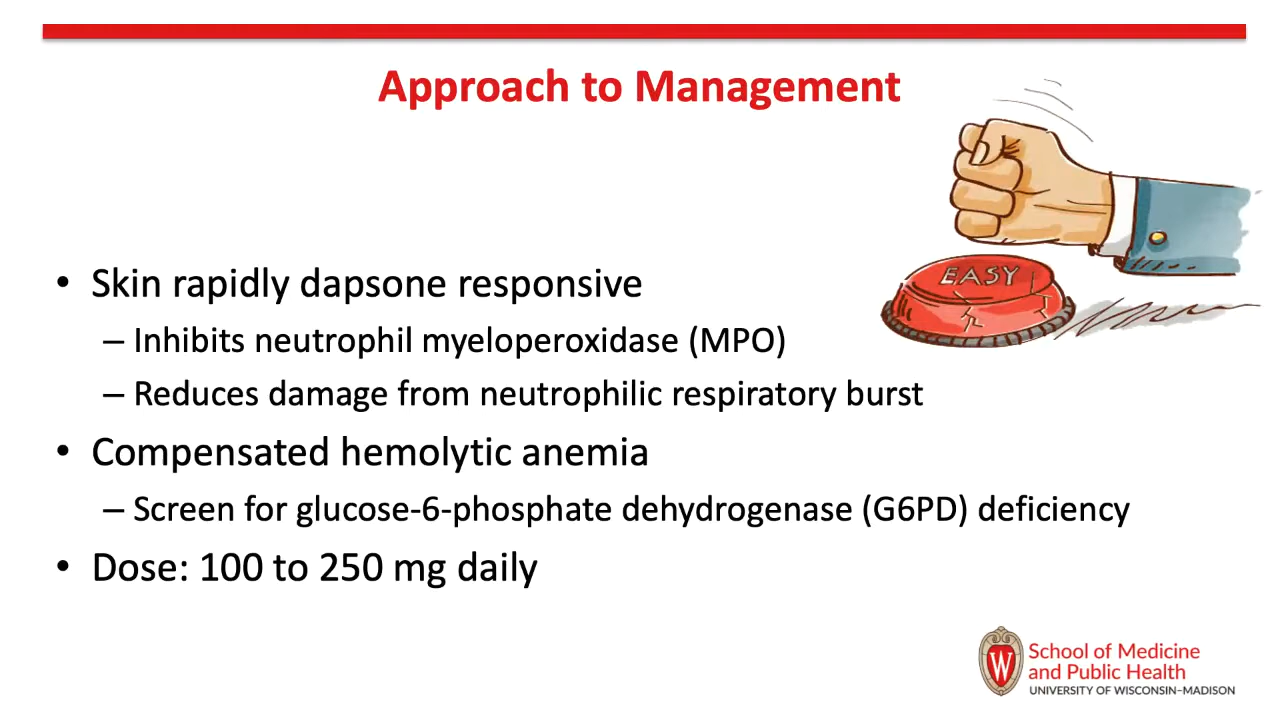 Approach to Management
EASY
• Skin rapidly dapsone responsive
– Inhibits neutrophil myeloperoxidase (MPO)
– Reduces damage from neutrophilic respiratory burst
• Compensated hemolytic anemia
– Screen for glucose-6-phosphate dehydrogenase (G6PD) deficiency
• Dose: 100 to 250 mg daily
W
School of Medicine
and Public Health
UNIVERSITY OF WISCONSIN–MADISON